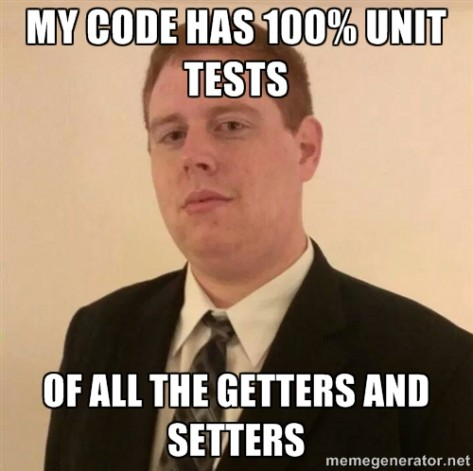 MY CODE HAS 100% UNIT
TESTS
OF ALL THE GETTERS AND
SETTERS
memegenerator.net